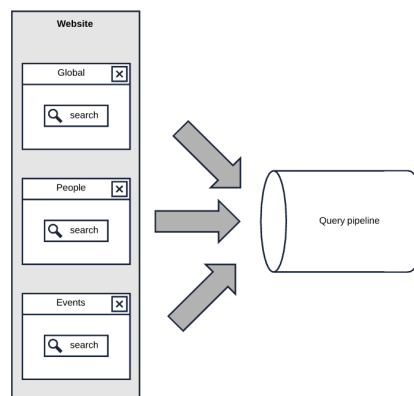 Website
Global
search
People
search
Events
search
Query pipeline